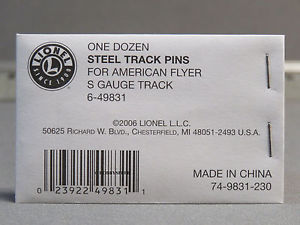 LIONEL
SINCE 1900
ONE DOZEN
STEEL TRACK PINS
FOR AMERICAN FLYER
S GAUGE TRACK
6-49831
©2006 LIONEL L.L.C.
50625 RICHARD W. BLVD., CHESTERFIELD, MI 48051-2493 U.S.A.
0 23922 49831 1
MADE IN CHINA
74-9831-230